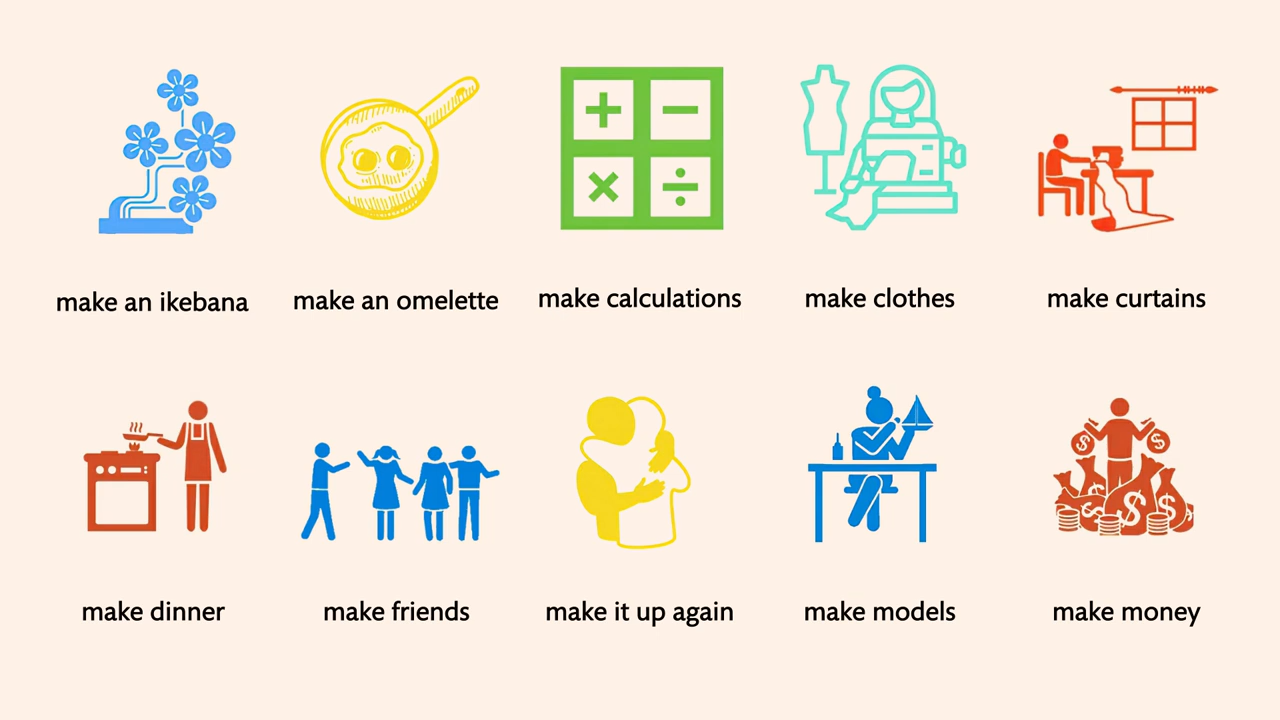 make an ikebana
make an omelette
make calculations
make clothes
make curtains
make dinner
make friends
make it up again
make models
make money